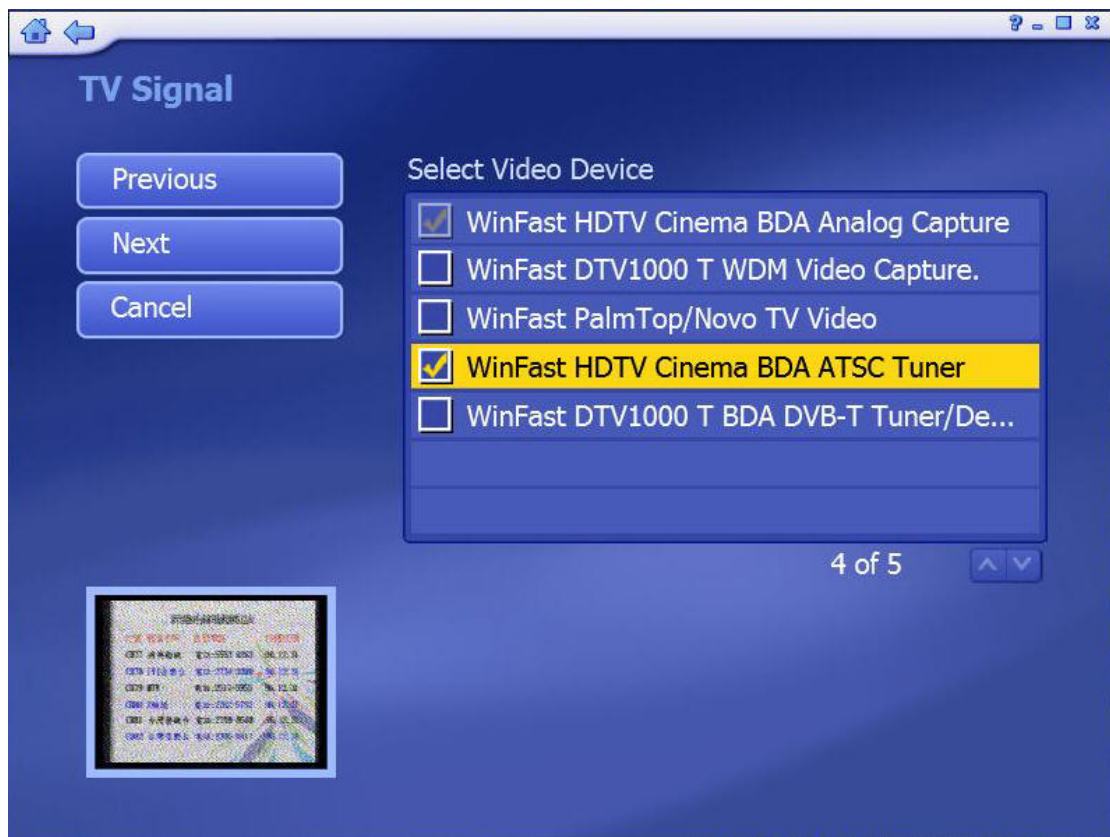 TV Signal
Previous
Next
Cancel
Select Video Device
WinFast HDTV Cinema BDA Analog Capture
WinFast DTV1000 T WDM Video Capture.
WinFast PalmTop/Novo TV Video
WinFast HDTV Cinema BDA ATSC Tuner
WinFast DTV1000 T BDA DVB-T Tuner/De...
4 of 5